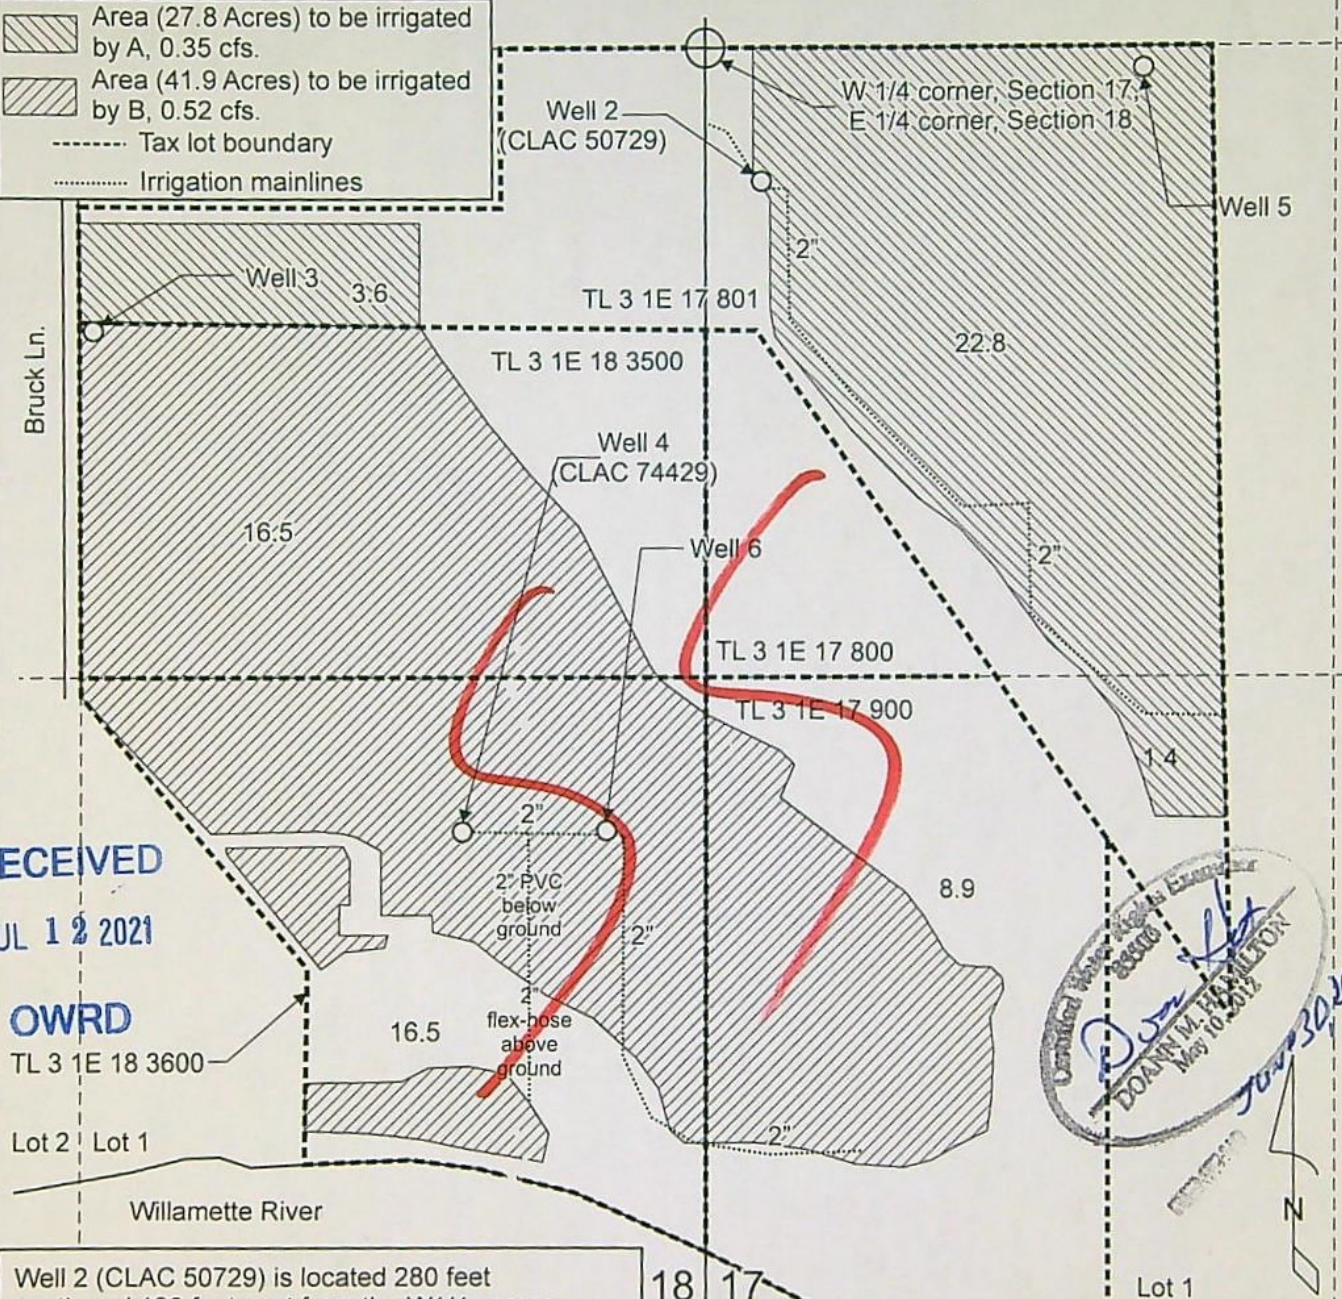 Area (27.8 Acres) to be irrigated
by A, 0.35 cfs.
Area (41.9 Acres) to be irrigated
by B, 0.52 cfs.
Tax lot boundary
Irrigation mainlines
W 1/4 corner, Section 17,
E 1/4 corner, Section 18
Well 2
(CLAC 50729)
Well 5
2"
Well 3
3.6
TL 3 1E 17 801
22.8
TL 3 1E 18 3500
Bruck Ln.
Well 4
(CLAC 74429)
16.5
Well 6
2"
TL 3 1E 17 800
TL 3 1E 17 900
1.4
2"
ECEIVED
2" PVC
below
ground
8.9
2"
UL 12 2021
2"
flex-hose
above
ground
OWRD
16.5
TL 3 1E 18 3600
DOANN M. HAMILTON
May 10, 2012
Lot 2 Lot 1
2"
Willamette River
N
Well 2 (CLAC 50729) is located 280 feet
18 17
Lot 1